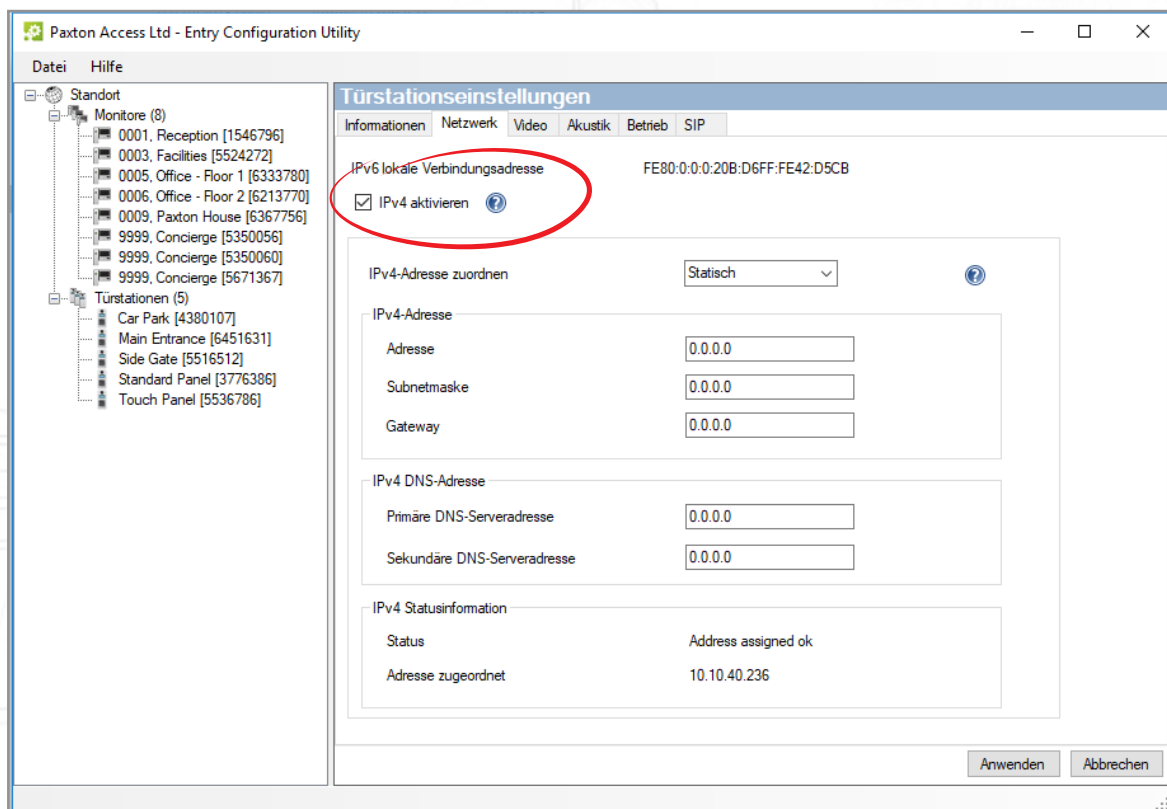 Paxton Access Ltd - Entry Configuration Utility
Datei Hilfe
Standort
Monitore (8)
0001, Reception [1546796]
0003, Facilities [5524272]
0005, Office - Floor 1 [6333780]
0006, Office - Floor 2 [6213770]
0009, Paxton House [6367756]
9999, Concierge [5350056]
9999, Concierge [5350060]
9999, Concierge [5671367]
Türstationen (5)
Car Park [4380107]
Main Entrance [6451631]
Side Gate [5516512]
Standard Panel [3776386]
Touch Panel [5536786]
Türstationseinstellungen
Informationen Netzwerk Video Akustik Betrieb SIP
IPv6 lokale Verbindungsadresse FE80:0:0:0:20B:D6FF:FE42:D5CB
IPv4 aktivieren ?
IPv4-Adresse zuordnen Statisch ?
IPv4-Adresse
Adresse 0.0.0.0
Subnetmaske 0.0.0.0
Gateway 0.0.0.0
IPv4 DNS-Adresse
Primäre DNS-Serveradresse 0.0.0.0
Sekundäre DNS-Serveradresse 0.0.0.0
IPv4 Statusinformation
Status Address assigned ok
Adresse zugeordnet 10.10.40.236
Anwenden Abbrechen